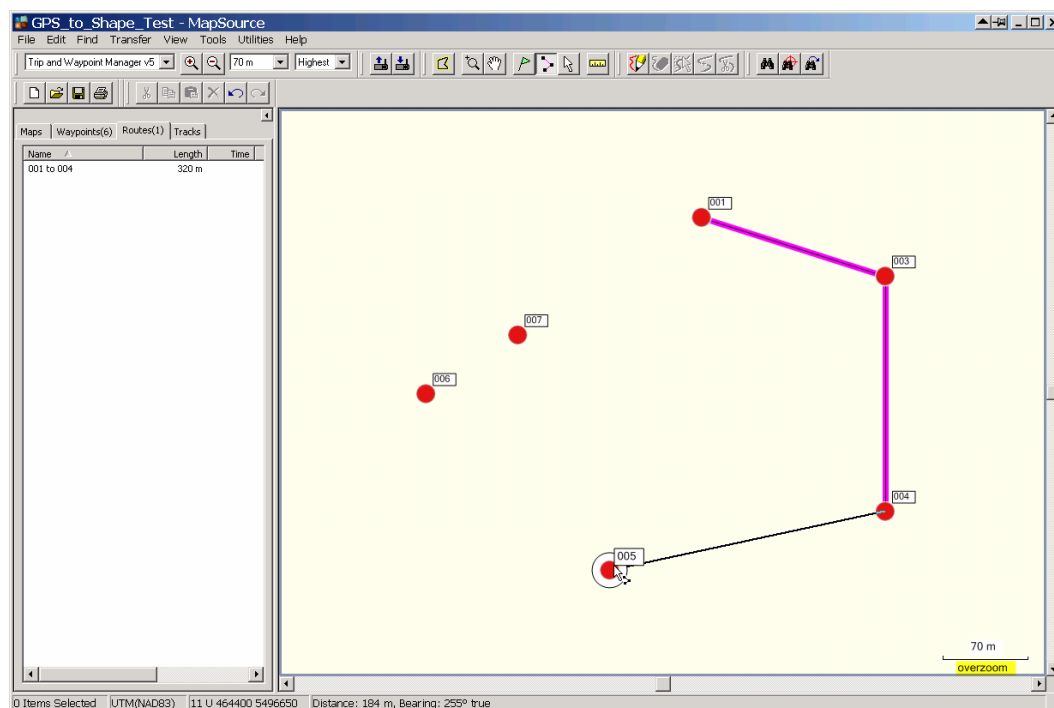 GPS_to_Shape_Test - MapSource
File Edit Find Transfer View Tools Utilities Help
Trip and Waypoint Manager v5 70 m Highest
Maps Waypoints(6) Routes(1) Tracks
Name Length Time
001 to 004 320 m
001
003
007
006
004
005
70 m
overzoom
0 Items Selected UTM(NAD83) 11 U 464400 5496650 Distance: 184 m, Bearing: 255º true